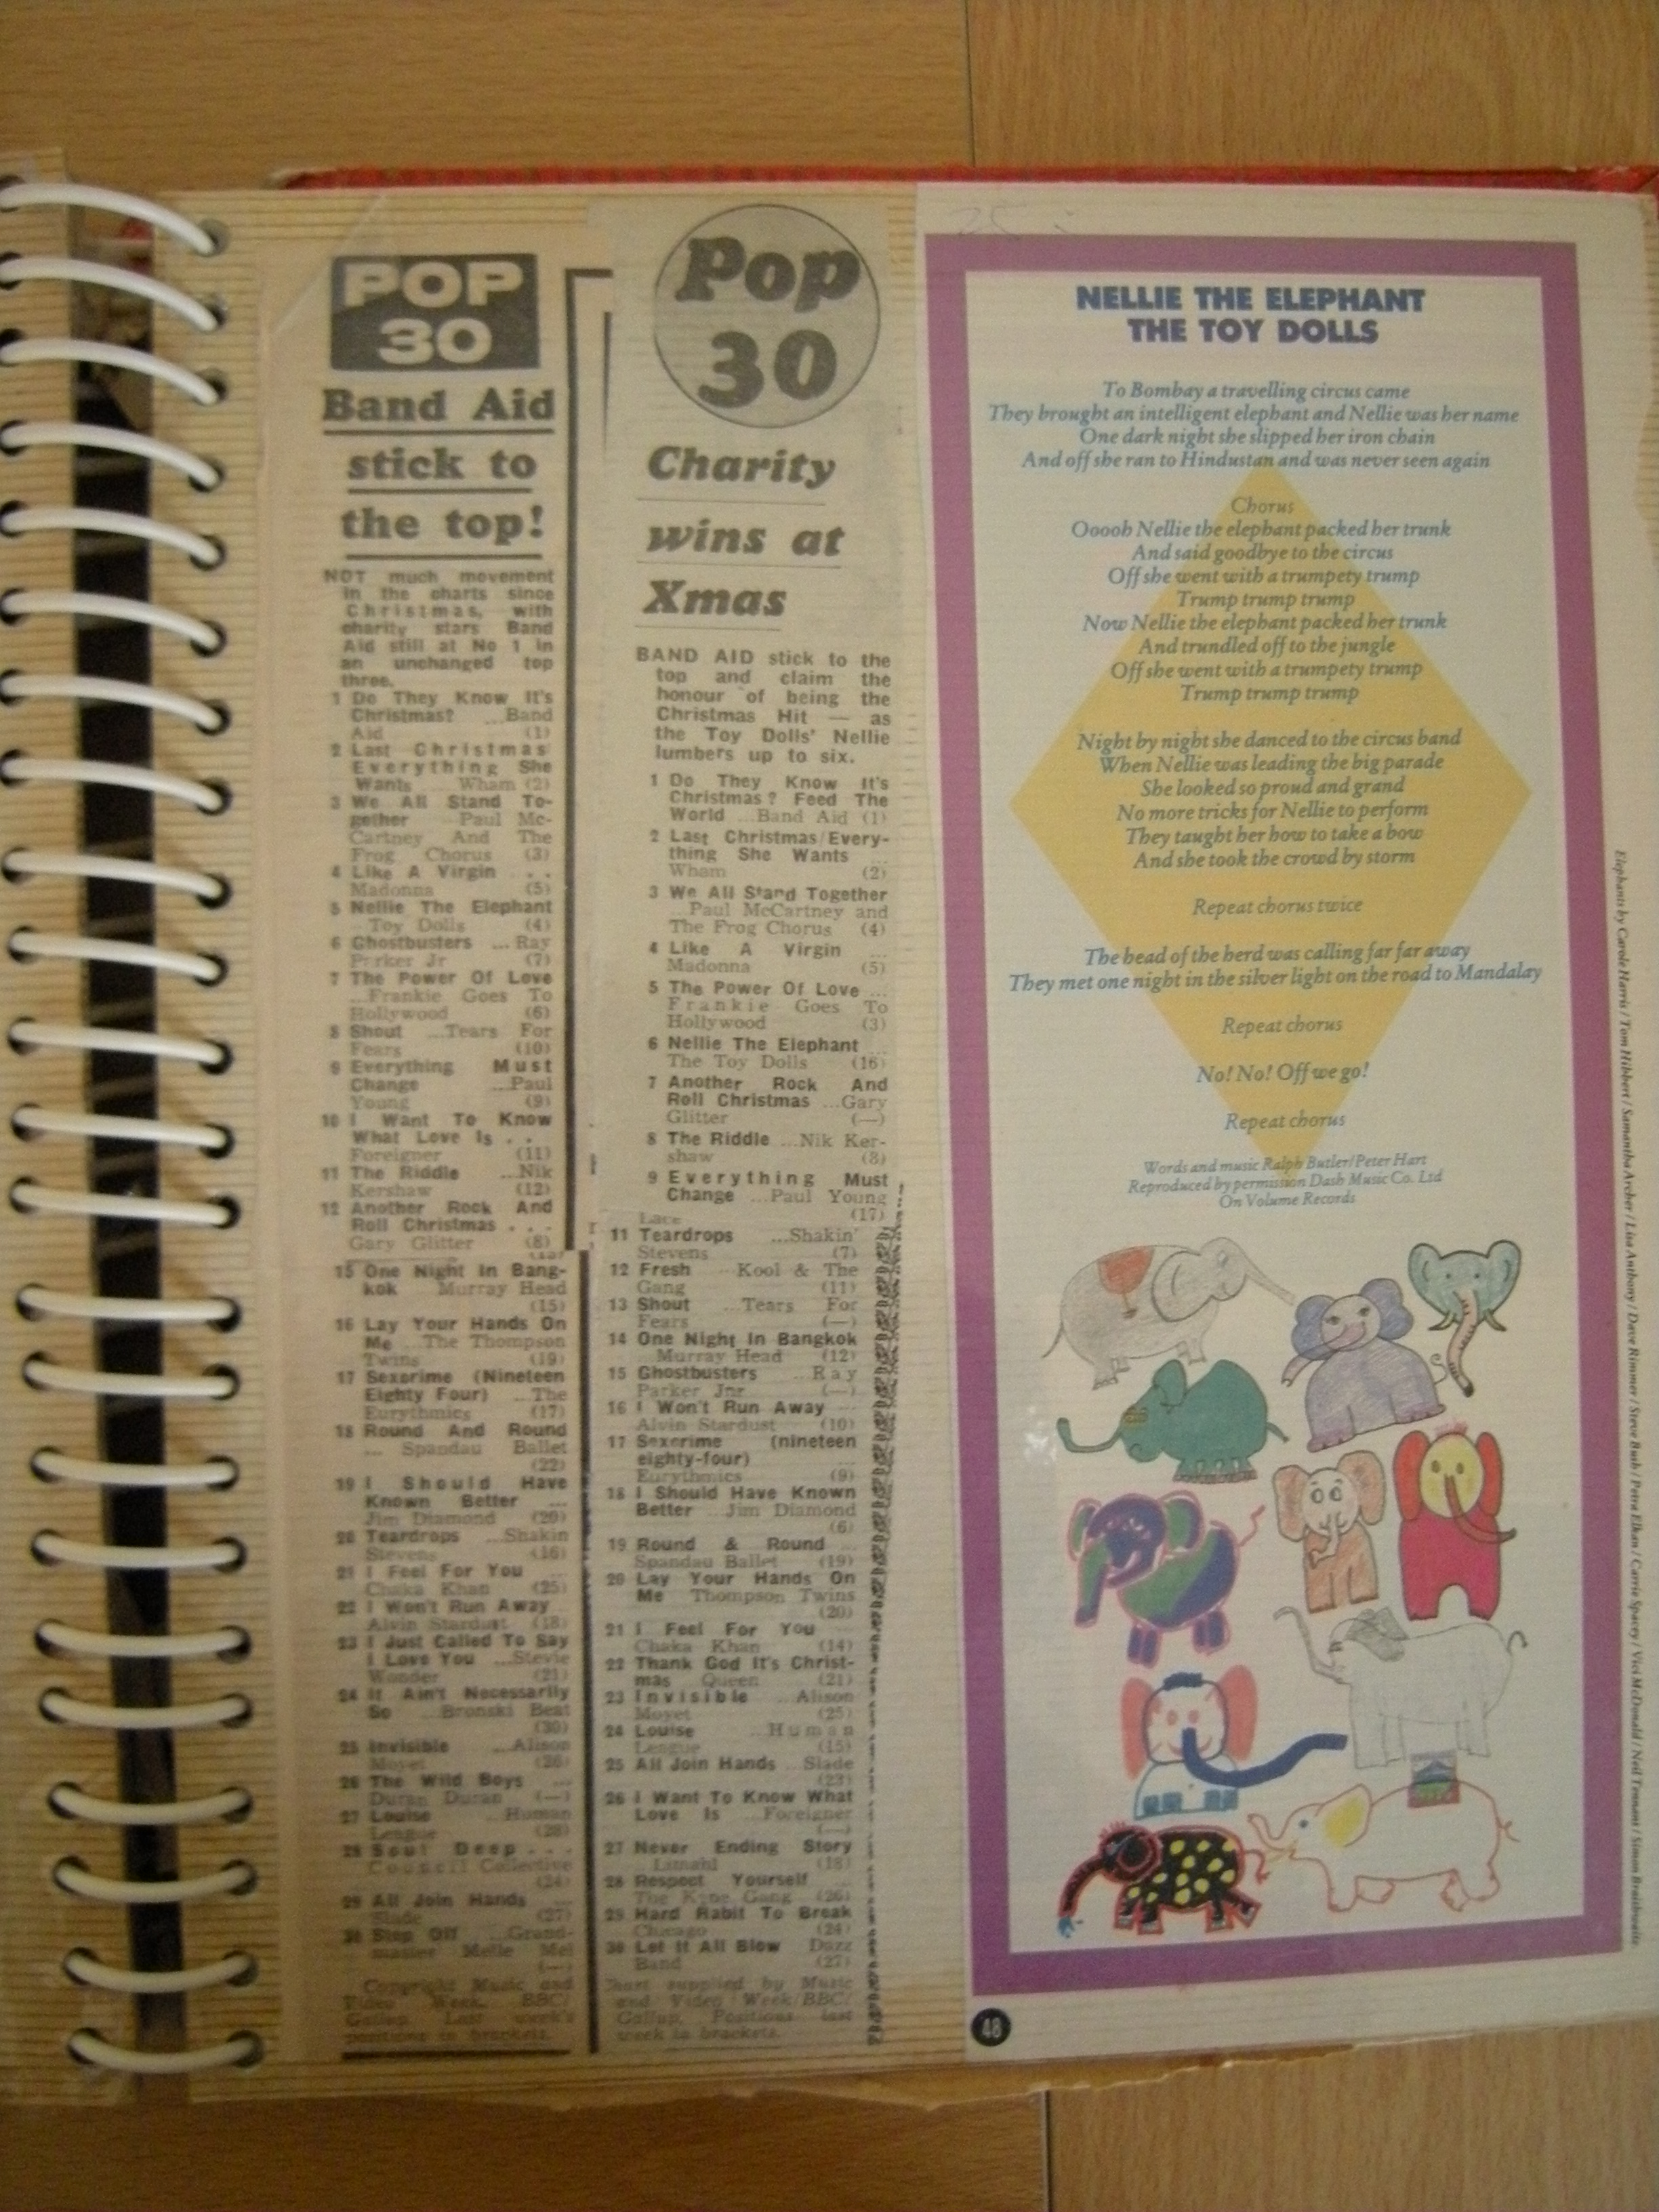 POP
30
Band Aid
stick to
the top!
NOT much movement
in the charts since
Christmas, with
charity stars Band
Aid still at No 1 in
an unchanged top
three.
1 Do They Know It's
Christmas? ...Band
Aid (1)
2 Last Christmas
Everything She
Wants Wham (2)
3 We All Stand To-
gether Paul Mc-
Cartney And The
Frog Chorus (3)
4 Like A Virgin . . .
Madonna (5)
5 Nellie The Elephant
Toy Dolls (4)
6 Ghostbusters ... Ray
Parker Jr (7)
7 The Power Of Love
...Frankie Goes To
Hollywood (6)
8 Shout ...Tears For
Fears (10)
9 Everything Must
Change ...Paul
Young (9)
10 I Want To Know
What Love Is . .
Foreigner (11)
11 The Riddle ...Nik
Kershaw (12)
12 Another Rock And
Roll Christmas . . .
Gary Glitter (8)
15 One Night In Bang-
kok Murray Head
(15)
16 Lay Your Hands On
Me ...The Thompson
Twins (19)
17 Sexcrime (Nineteen
Eighty Four) ...The
Eurythmics (17)
18 Round And Round
... Spandau Ballet
(22)
19 I Should Have
Known Better ...
Jim Diamond (20)
20 Teardrops ...Shakin
Stevens (16)
21 I Feel For You ...
Chaka Khan (25)
22 I Won't Run Away
Alvin Stardust (18)
23 I Just Called To Say
I Love You ...Stevie
Wonder (21)
24 It Ain't Necessarily
So ...Bronski Beat
(30)
25 Invisible ...Alison
Moyet (26)
26 The Wild Boys ...
Duran Duran (—)
27 Louise ...Human
League (28)
28 Soul Deep . . .
Council Collective
(24)
29 All Join Hands ...
Slade (27)
30 Step Off ...Grand-
master Melle Mel
(—)
Copyright Music and
Video Week, BBC/
Gallup. Last week's
positions in brackets.
Pop
30
Charity
wins at
Xmas
BAND AID stick to the
top and claim the
honour of being the
Christmas Hit — as
the Toy Dolls' Nellie
lumbers up to six.
1 Do They Know It's
Christmas? Feed The
World ...Band Aid (1)
2 Last Christmas/Every-
thing She Wants ...
Wham (2)
3 We All Stand Together
...Paul McCartney and
The Frog Chorus (4)
4 Like A Virgin ...
Madonna (5)
5 The Power Of Love ...
Frankie Goes To
Hollywood (3)
6 Nellie The Elephant ...
The Toy Dolls (16)
7 Another Rock And
Roll Christmas ...Gary
Glitter (—)
8 The Riddle ...Nik Ker-
shaw (8)
9 Everything Must
Change ...Paul Young
Lace (17)
11 Teardrops ...Shakin'
Stevens (7)
12 Fresh Kool & The
Gang (11)
13 Shout ...Tears For
Fears (—)
14 One Night In Bangkok
Murray Head (12)
15 Ghostbusters ...Ray
Parker Jnr (—)
16 I Won't Run Away ...
Alvin Stardust (10)
17 Sexcrime (nineteen
eighty-four) ...
Eurythmics (9)
18 I Should Have Known
Better ...Jim Diamond
(6)
19 Round & Round ...
Spandau Ballet (19)
20 Lay Your Hands On
Me Thompson Twins
(20)
21 I Feel For You
Chaka Khan (14)
22 Thank God It's Christ-
mas Queen (21)
23 Invisible ...Alison
Moyet (25)
24 Louise ...Human
League (15)
25 All Join Hands Slade
(23)
26 I Want To Know What
Love Is ...Foreigner
(—)
27 Never Ending Story
Limahl (18)
28 Respect Yourself ...
The Kane Gang (26)
29 Hard Habit To Break
Chicago (24)
30 Let It All Blow Dazz
Band (27)
Chart supplied by Music
and Video Week/BBC/
Gallup. Positions last
week in brackets.
NELLIE THE ELEPHANT
THE TOY DOLLS
To Bombay a travelling circus came
They brought an intelligent elephant and Nellie was her name
One dark night she slipped her iron chain
And off she ran to Hindustan and was never seen again
Chorus
Ooooh Nellie the elephant packed her trunk
And said goodbye to the circus
Off she went with a trumpety trump
Trump trump trump
Now Nellie the elephant packed her trunk
And trundled off to the jungle
Off she went with a trumpety trump
Trump trump trump
Night by night she danced to the circus band
When Nellie was leading the big parade
She looked so proud and grand
No more tricks for Nellie to perform
They taught her how to take a bow
And she took the crowd by storm
Repeat chorus twice
The head of the herd was calling far far away
They met one night in the silver light on the road to Mandalay
Repeat chorus
No! No! Off we go!
Repeat chorus
Words and music Ralph Butler/Peter Hart
Reproduced by permission Dash Music Co. Ltd
On Volume Records
Elephants by Carole Harris / Tom Hibbert / Samantha Archer / Lisa Anthony / Dave Rimmer / Steve Bush / Petra Elkan / Carrie Spacey / Vici McDonald / Neil Tennant / Simon Braithwaite
48